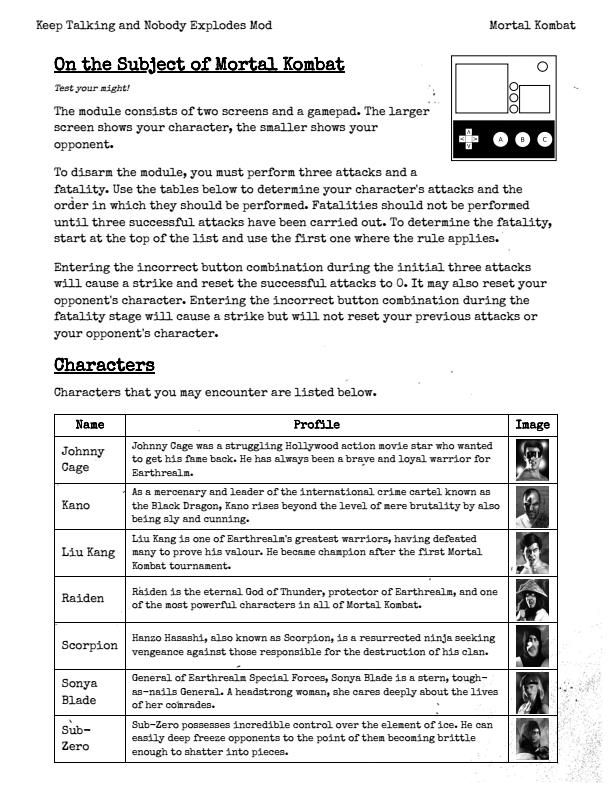 Keep Talking and Nobody Explodes Mod
Mortal Kombat
On the Subject of Mortal Kombat
Test your might!
The module consists of two screens and a gamepad. The larger
screen shows your character, the smaller shows your
opponent.
A
B
C
To disarm the module, you must perform three attacks and a
fatality. Use the tables below to determine your character's attacks and the
order in which they should be performed. Fatalities should not be performed
until three successful attacks have been carried out. To determine the fatality,
start at the top of the list and use the first one where the rule applies.
Entering the incorrect button combination during the initial three attacks
will cause a strike and reset the successful attacks to 0. It may also reset your
opponent's character. Entering the incorrect button combination during the
fatality stage will cause a strike but will not reset your previous attacks or
your opponent's character.
Characters
Characters that you may encounter are listed below.
Name
Profile
Image
Johnny
Cage
Johnny Cage was a struggling Hollywood action movie star who wanted
to get his fame back. He has always been a brave and loyal warrior for
Earthrealm.
Kano
As a mercenary and leader of the international crime cartel known as
the Black Dragon, Kano rises beyond the level of mere brutality by also
being sly and cunning.
Liu Kang
Liu Kang is one of Earthrealm's greatest warriors, having defeated
many to prove his valour. He became champion after the first Mortal
Kombat tournament.
Raiden
Raiden is the eternal God of Thunder, protector of Earthrealm, and one
of the most powerful characters in all of Mortal Kombat.
Scorpion
Hanzo Hasashi, also known as Scorpion, is a resurrected ninja seeking
vengeance against those responsible for the destruction of his clan.
Sonya
Blade
General of Earthrealm Special Forces, Sonya Blade is a stern, tough-
as-nails General. A headstrong woman, she cares deeply about the lives
of her comrades.
Sub-
Zero
Sub-Zero possesses incredible control over the element of ice. He can
easily deep freeze opponents to the point of them becoming brittle
enough to shatter into pieces.